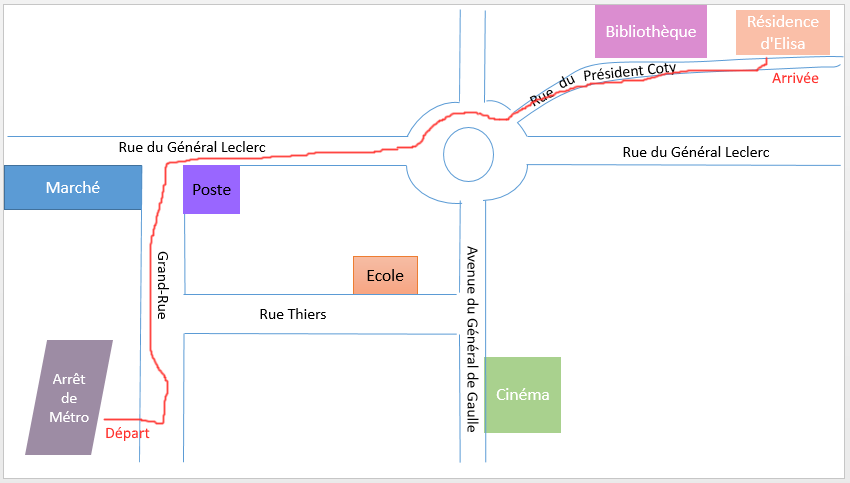 Bibliothèque
Résidence
d'Elisa
Rue du Président Coty
Arrivée
Rue du Général Leclerc
Rue du Général Leclerc
Marché
Poste
Grand-Rue
Ecole
Avenue du Général de Gaulle
Rue Thiers
Arrêt
de
Métro
Cinéma
Départ